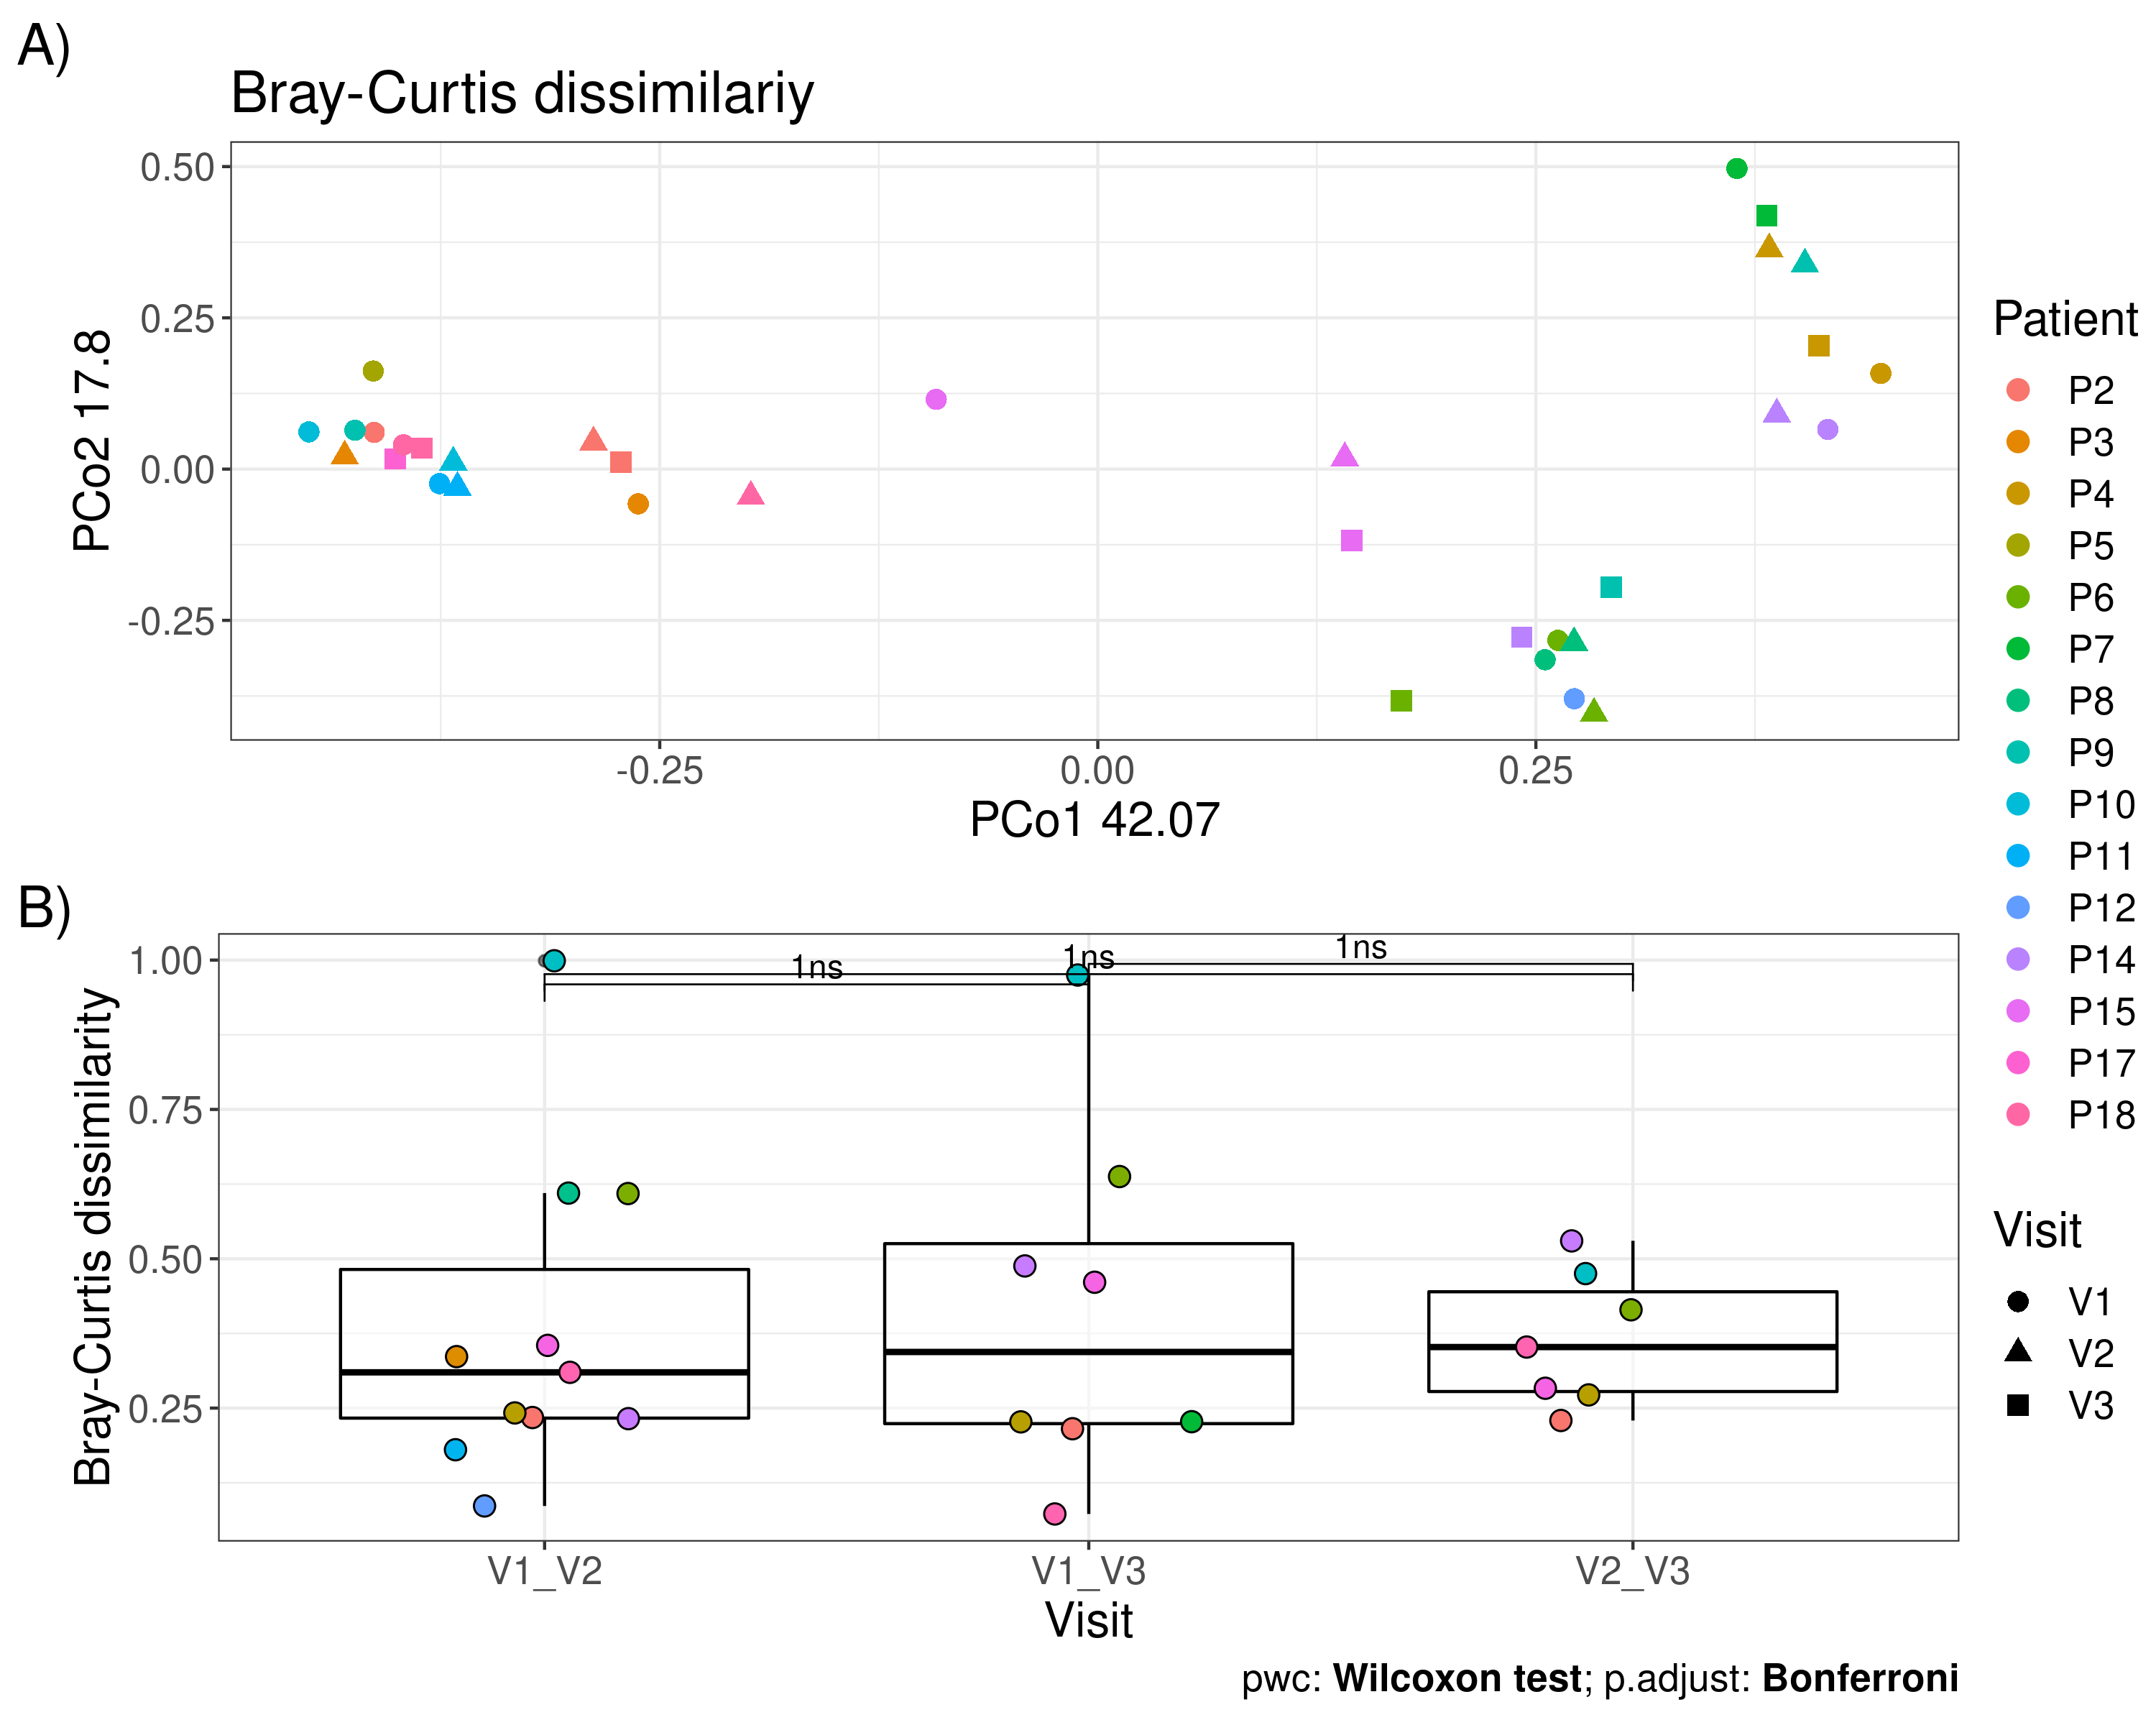 A)
Bray-Curtis dissimilariy
0.50
0.25
0.00
-0.25
PCo2 17.8
-0.25
0.00
0.25
PCo1 42.07
Patient
P2
P3
P4
P5
P6
P7
P8
P9
P10
P11
P12
P14
P15
P17
P18
Visit
V1
V2
V3
B)
1.00
0.75
0.50
0.25
Bray-Curtis dissimilarity
1ns
1ns
1ns
V1_V2
V1_V3
V2_V3
Visit
pwc: Wilcoxon test; p.adjust: Bonferroni